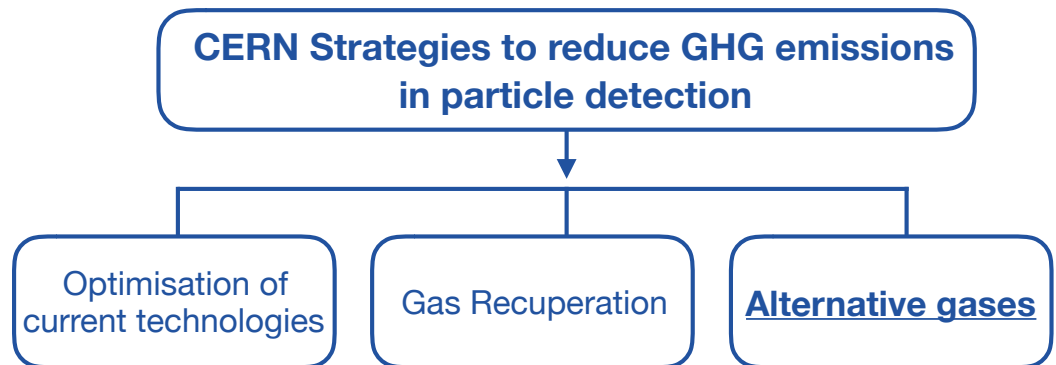 CERN Strategies to reduce GHG emissions
in particle detection
Optimisation of
current technologies
Gas Recuperation
Alternative gases